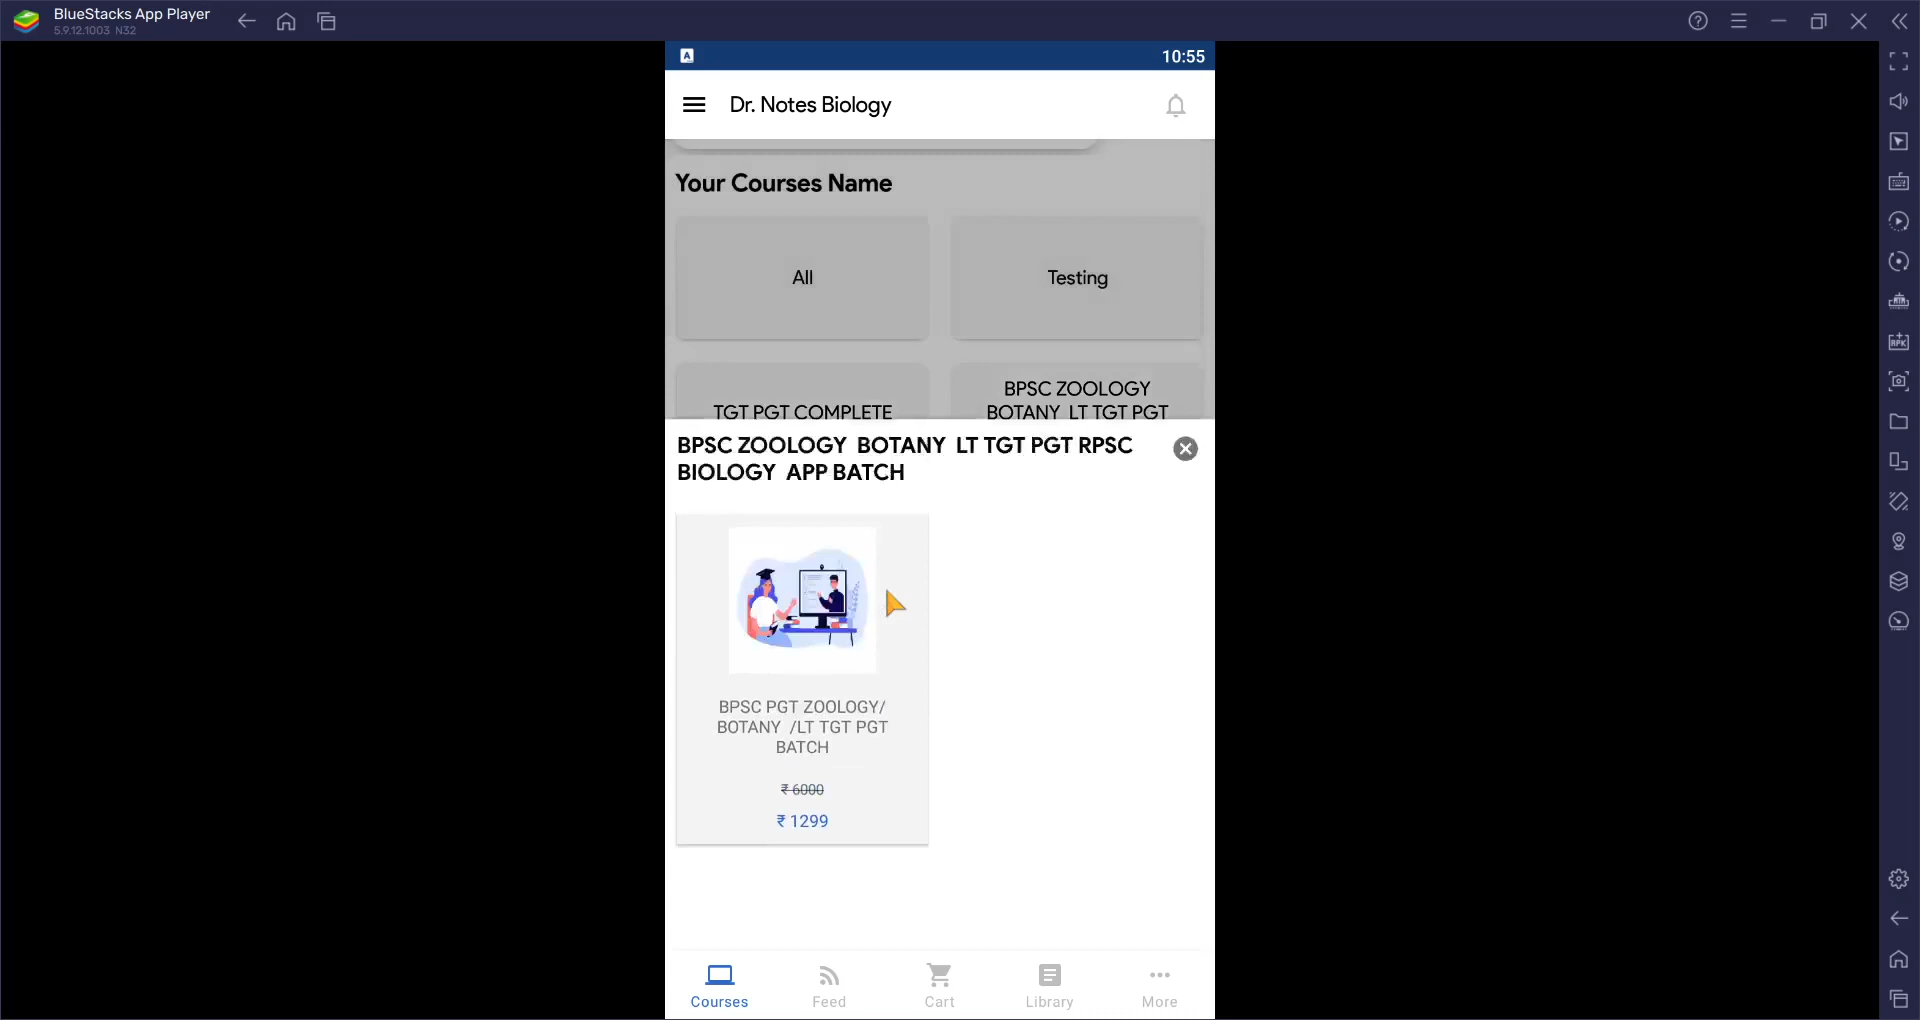 BlueStacks App Player
5.9.12.1003 N32
10:55
Dr. Notes Biology
Your Courses Name
All
Testing
TGT PGT COMPLETE
BPSC ZOOLOGY
BOTANY LT TGT PGT
BPSC ZOOLOGY BOTANY LT TGT PGT RPSC
BIOLOGY APP BATCH
BPSC PGT ZOOLOGY/
BOTANY /LT TGT PGT
BATCH
₹ 6000
₹ 1299
Courses
Feed
Cart
Library
More